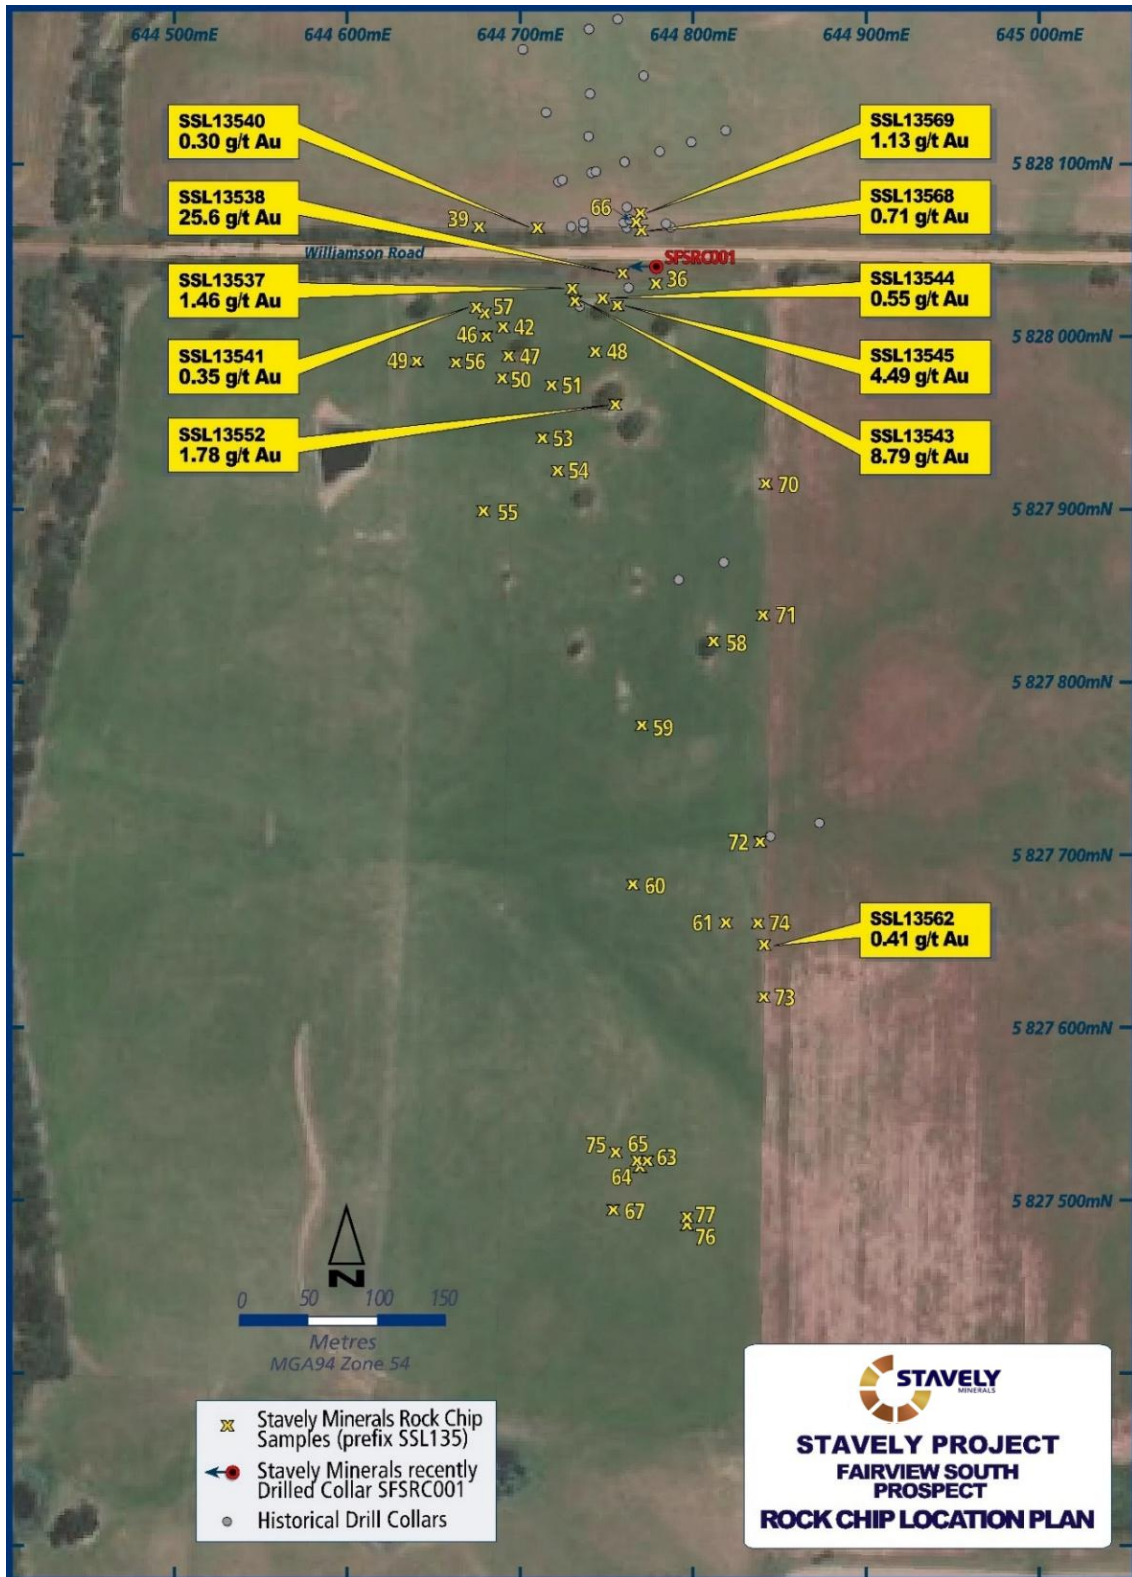 644 500mE
644 600mE
644 700mE
644 800mE
644 900mE
645 000mE
SSL13540
0.30 g/t Au
SSL13569
1.13 g/t Au
5 828 100mN
SSL13538
25.6 g/t Au
SSL13568
0.71 g/t Au
39
66
Williamson Road
SFSRC001
36
SSL13537
1.46 g/t Au
SSL13544
0.55 g/t Au
57
42
46
5 828 000mN
SSL13541
0.35 g/t Au
SSL13545
4.49 g/t Au
49
56
47
48
50
51
SSL13552
1.78 g/t Au
SSL13543
8.79 g/t Au
53
54
70
55
5 827 900mN
71
58
5 827 800mN
59
72
5 827 700mN
60
61
74
SSL13562
0.41 g/t Au
73
5 827 600mN
75
65
63
64
67
77
76
5 827 500mN
N
0 50 100 150
Metres
MGA94 Zone 54
x Stavely Minerals Rock Chip
Samples (prefix SSL135)
Stavely Minerals recently
Drilled Collar SFSRC001
Historical Drill Collars
STAVELY
MINERALS
STAVELY PROJECT
FAIRVIEW SOUTH
PROSPECT
ROCK CHIP LOCATION PLAN